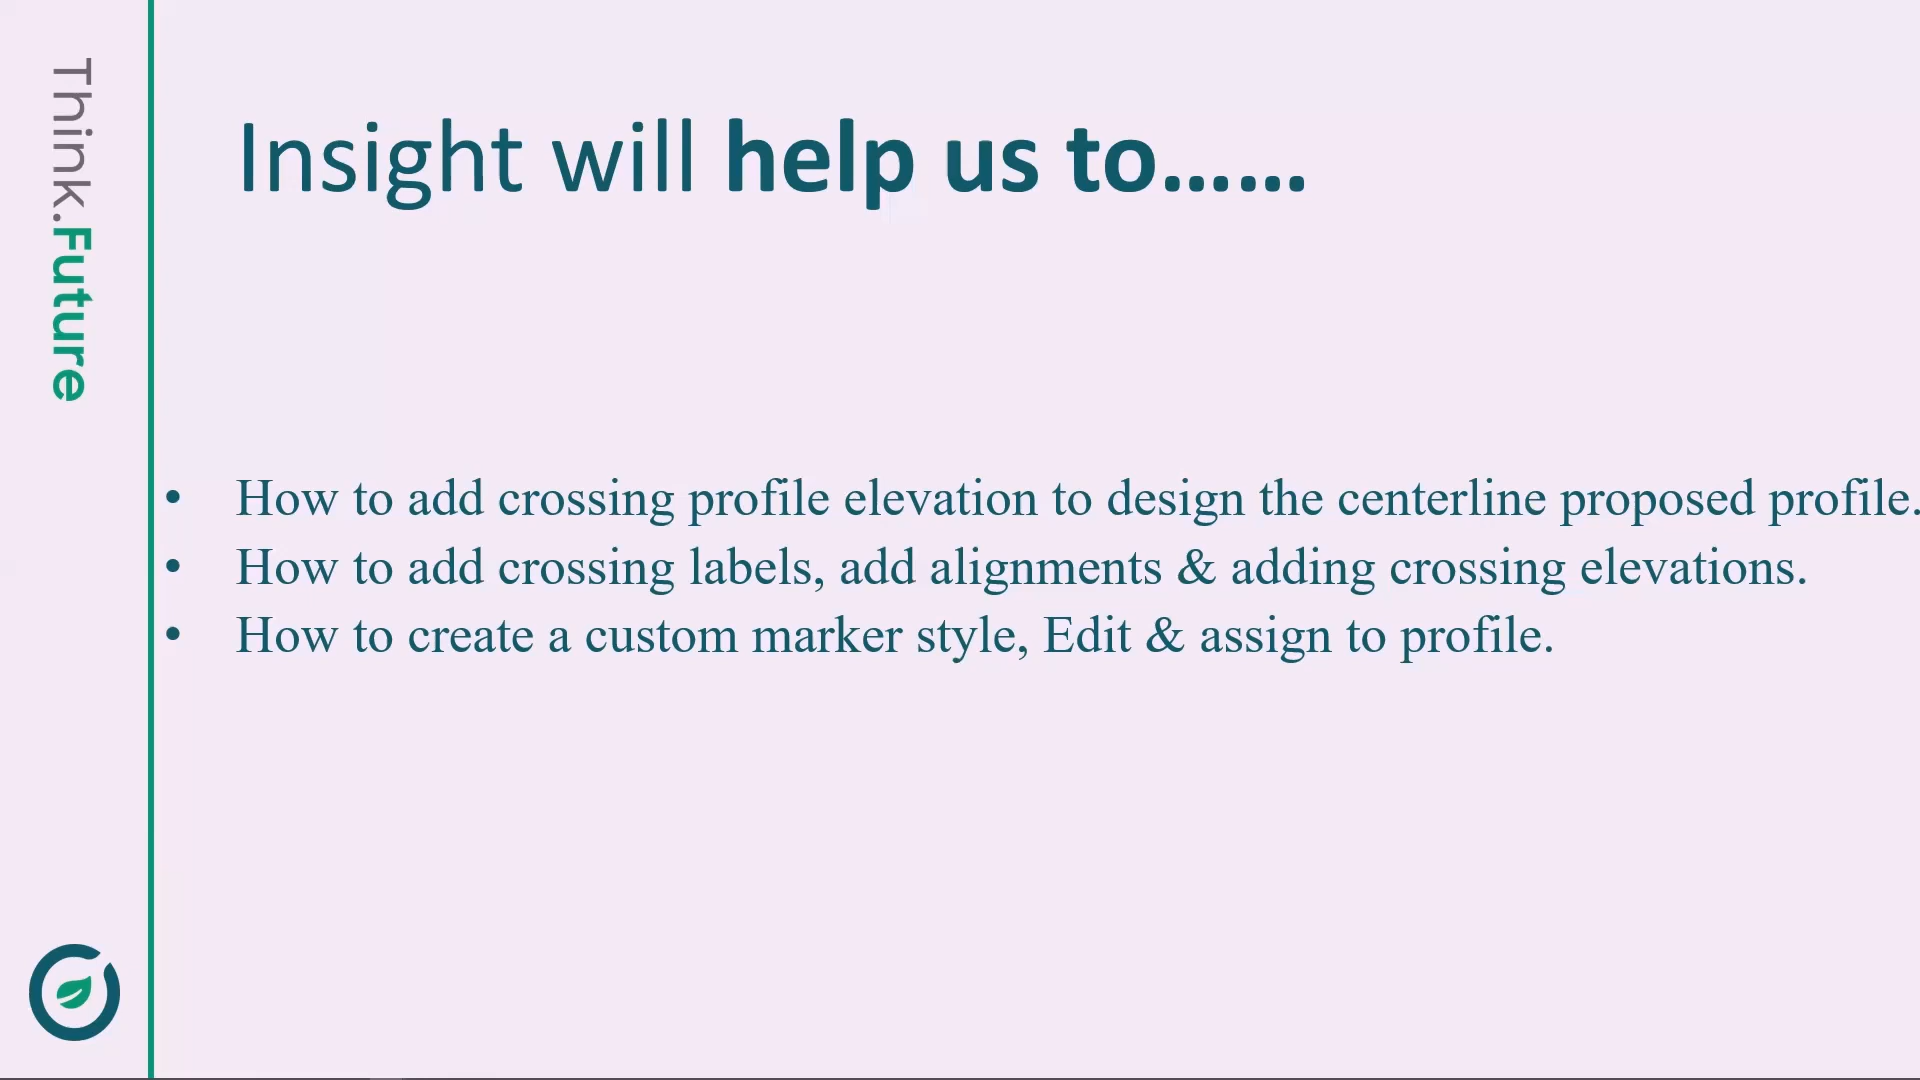 Think.Future
Insight will help us to……
• How to add crossing profile elevation to design the centerline proposed profile.
• How to add crossing labels, add alignments & adding crossing elevations.
• How to create a custom marker style, Edit & assign to profile.